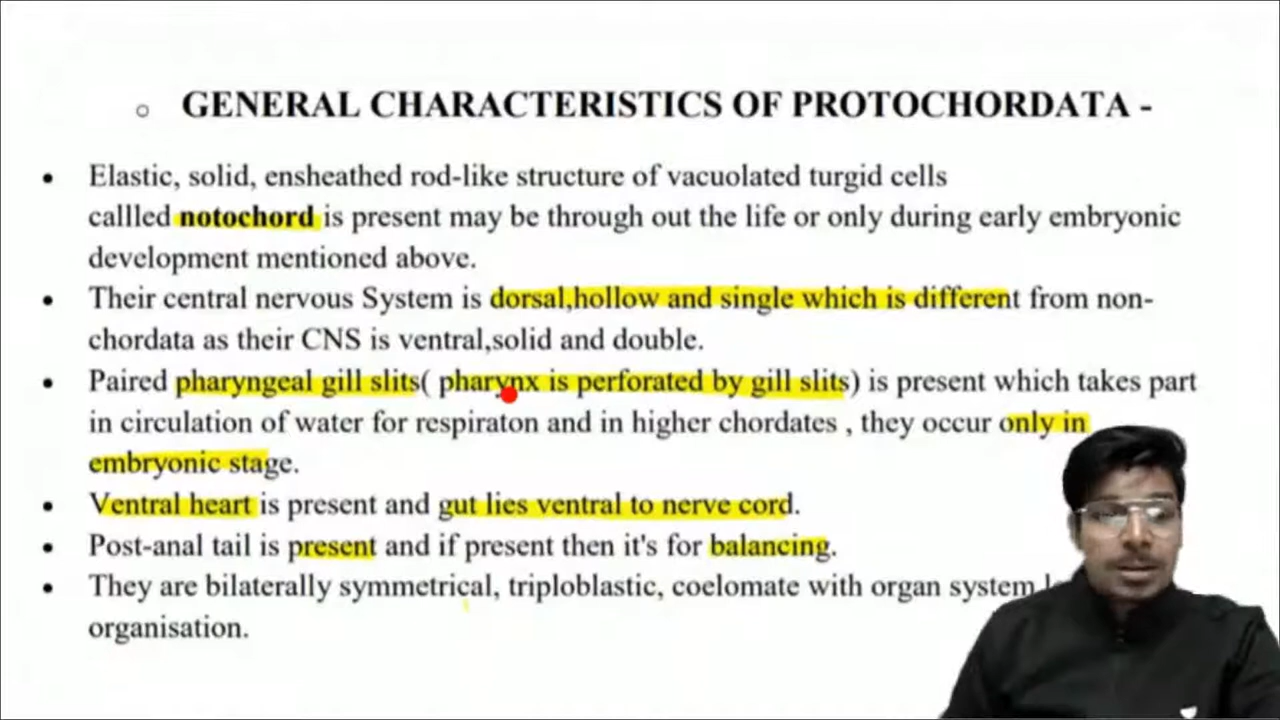 GENERAL CHARACTERISTICS OF PROTOCHORDATA -
Elastic, solid, ensheathed rod-like structure of vacuolated turgid cells
callled notochord is present may be through out the life or only during early embryonic
development mentioned above.
Their central nervous System is dorsal,hollow and single which is different from non-
chordata as their CNS is ventral,solid and double.
Paired pharyngeal gill slits( pharynx is perforated by gill slits) is present which takes part
in circulation of water for respiraton and in higher chordates , they occur only in
embryonic stage.
Ventral heart is present and gut lies ventral to nerve cord.
Post-anal tail is present and if present then it's for balancing.
They are bilaterally symmetrical, triploblastic, coelomate with organ system
organisation.